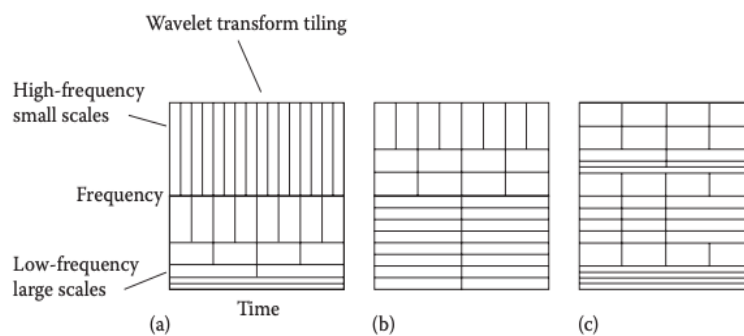 Wavelet transform tiling
High-frequency
small scales
Frequency
Low-frequency
large scales
Time
(a)
(b)
(c)